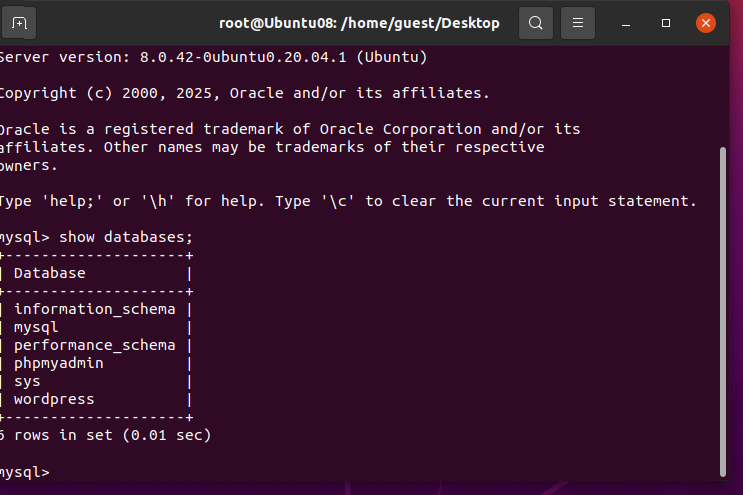 root@Ubuntu08: /home/guest/Desktop
Server version: 8.0.42-0ubuntu0.20.04.1 (Ubuntu)
Copyright (c) 2000, 2025, Oracle and/or its affiliates.
Oracle is a registered trademark of Oracle Corporation and/or its
affiliates. Other names may be trademarks of their respective
owners.
Type 'help;' or '\h' for help. Type '\c' to clear the current input statement.
mysql> show databases;
+--------------------+
| Database           |
+--------------------+
| information_schema |
| mysql              |
| performance_schema |
| phpmyadmin         |
| sys                |
| wordpress          |
+--------------------+
6 rows in set (0.01 sec)
mysql>